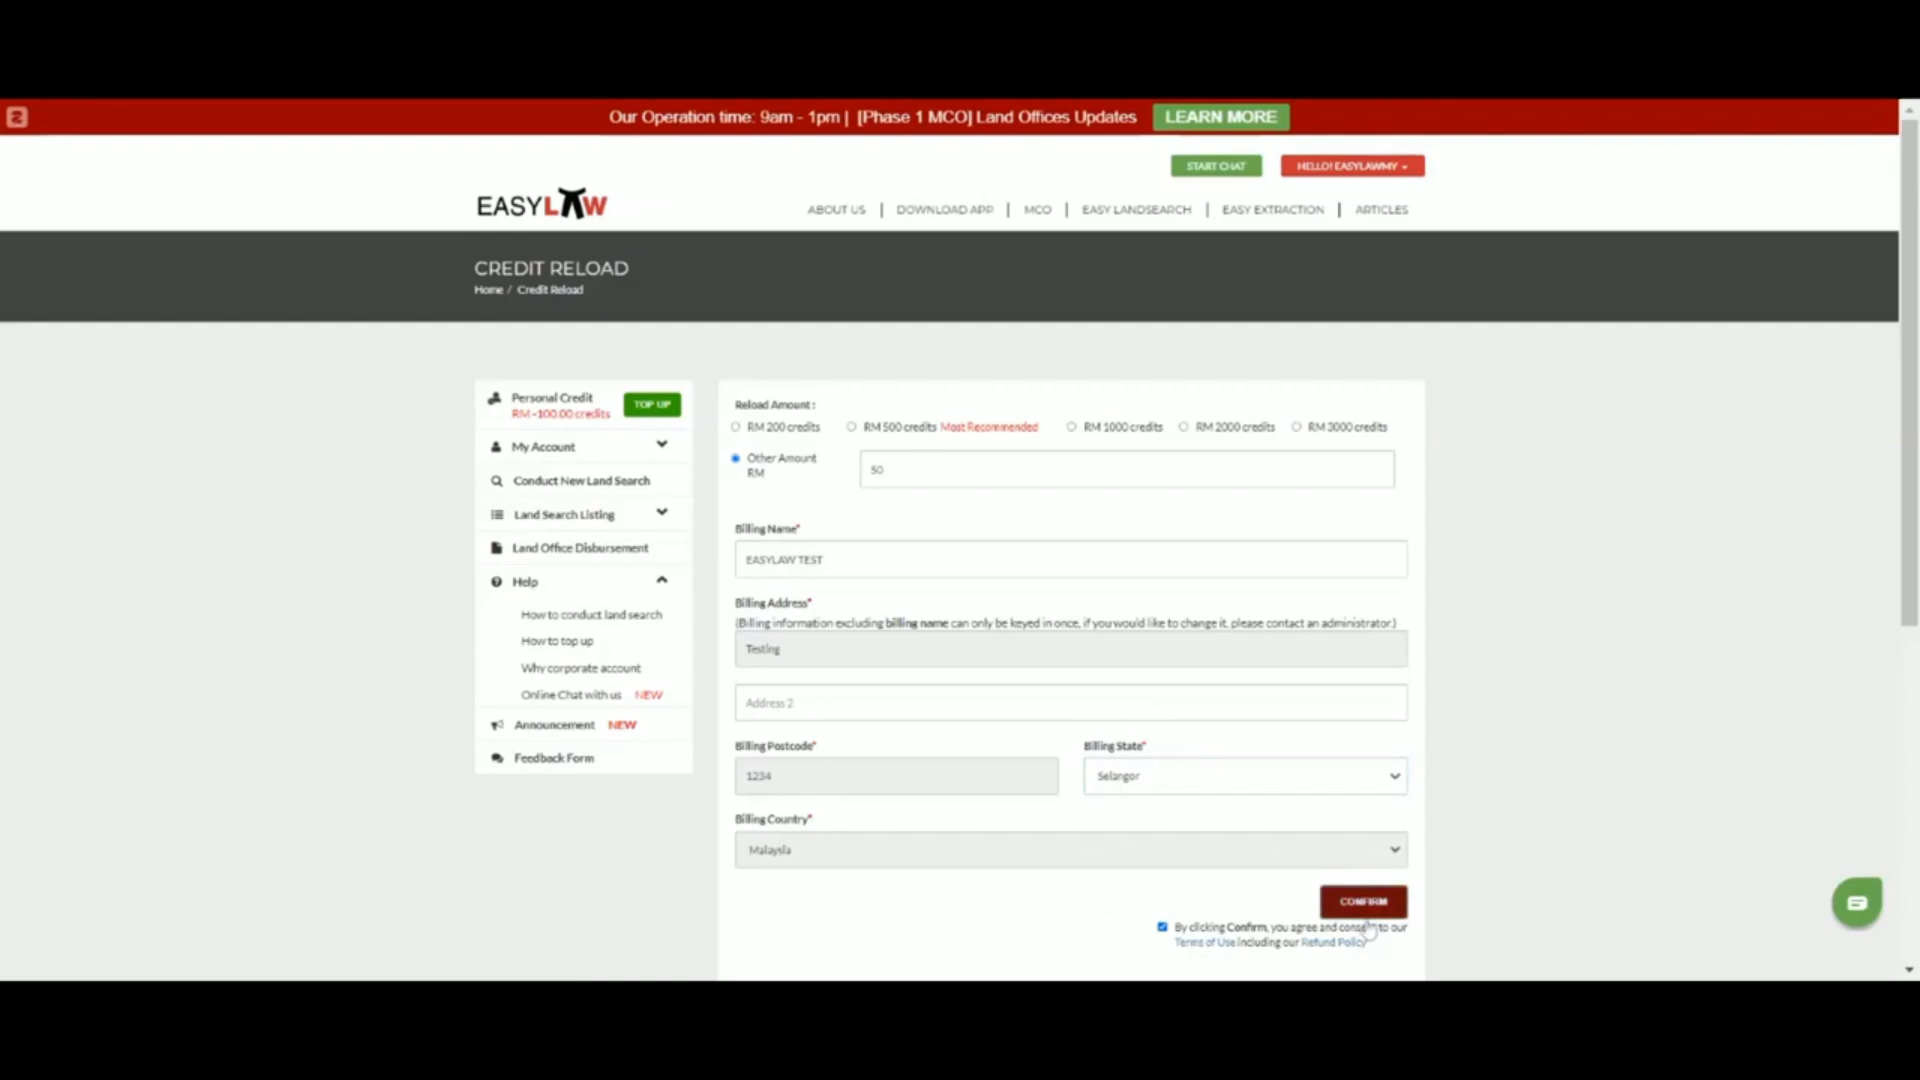 Our Operation time: 9am - 1pm | [Phase 1 MCO] Land Offices Updates LEARN MORE
START CHAT HELLO! EASYLAWMY
EASYLAW
ABOUT US | DOWNLOAD APP | MCO | EASY LANDSEARCH | EASY EXTRACTION | ARTICLES
CREDIT RELOAD
Home / Credit Reload
Personal Credit
RM -100.00 credits
TOP UP
My Account
Conduct New Land Search
Land Search Listing
Land Office Disbursement
Help
How to conduct land search
How to top up
Why corporate account
Online Chat with us NEW
Announcement NEW
Feedback Form
Reload Amount :
RM 200 credits RM 500 credits Most Recommended RM 1000 credits RM 2000 credits RM 3000 credits
Other Amount
RM
50
Billing Name*
EASYLAW TEST
Billing Address*
(Billing information excluding billing name can only be keyed in once, if you would like to change it, please contact an administrator.)
Testing
Address 2
Billing Postcode* Billing State*
1234 Selangor
Billing Country*
Malaysia
CONFIRM
By clicking Confirm, you agree and consent to our
Terms of Use including our Refund Policy